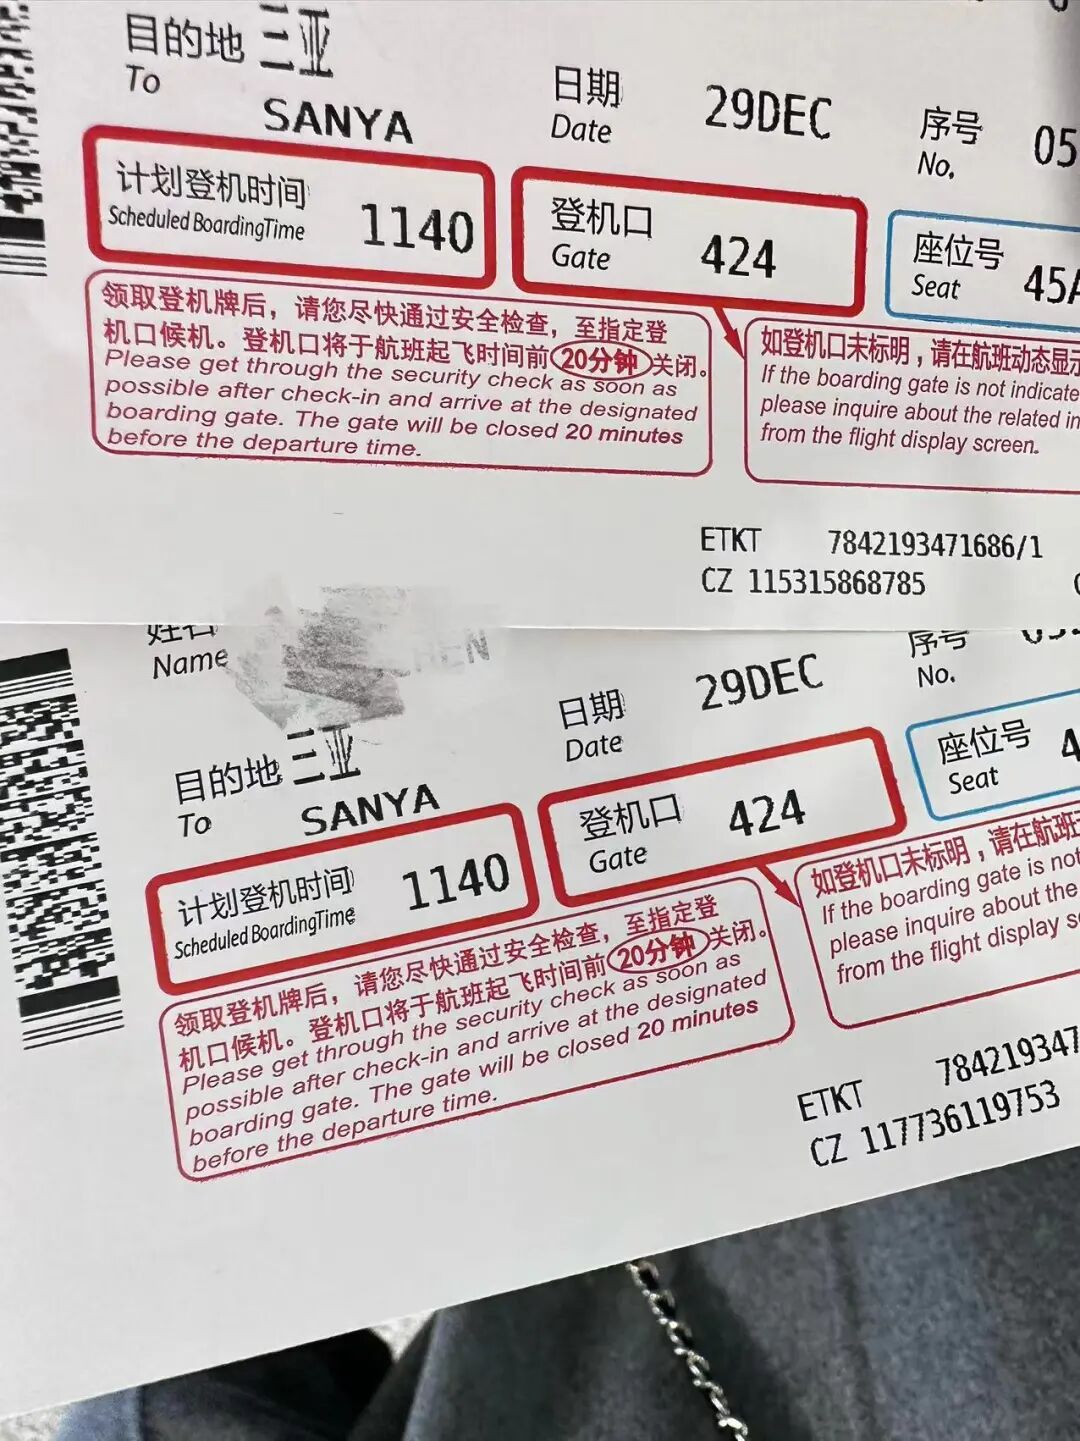 目的地 三亚
To
SANYA
日期
Date
29DEC
序号
No.
05
计划登机时间
Scheduled BoardingTime
1140
登机口
Gate
424
座位号
Seat
45A
领取登机牌后，请您尽快通过安全检查，至指定登
机口候机。登机口将于航班起飞时间前20分钟关闭。
Please get through the security check as soon as
possible after check-in and arrive at the designated
boarding gate. The gate will be closed 20 minutes
before the departure time.
如登机口未标明，请在航班动态显示
If the boarding gate is not indicate
please inquire about the related in
from the flight display screen.
ETKT 7842193471686/1
CZ 115315868785
姓名
Name
HEN
目的地 三亚
To
SANYA
日期
Date
29DEC
序号
No.
计划登机时间
Scheduled BoardingTime
1140
登机口
Gate
424
座位号
Seat
4
领取登机牌后，请您尽快通过安全检查，至指定登
机口候机。登机口将于航班起飞时间前20分钟关闭。
Please get through the security check as soon as
possible after check-in and arrive at the designated
boarding gate. The gate will be closed 20 minutes
before the departure time.
如登机口未标明，请在航班
If the boarding gate is not
please inquire about the
from the flight display s
ETKT 784219347
CZ 117736119753